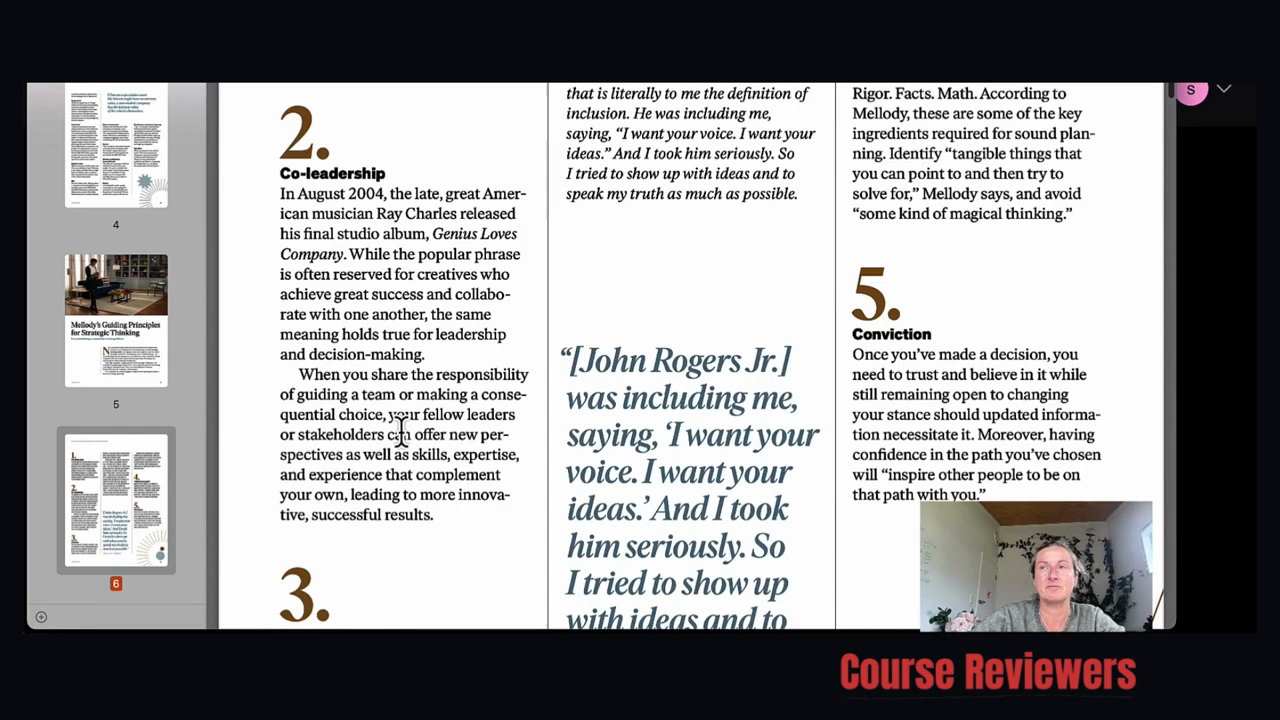 4
Mellody's Guiding Principles
for Strategic Thinking
5
6
2.
Co-leadership
In August 2004, the late, great Amer-
ican musician Ray Charles released
his final studio album, Genius Loves
Company. While the popular phrase
is often reserved for creatives who
achieve great success and collabo-
rate with one another, the same
meaning holds true for leadership
and decision-making.
When you share the responsibility
of guiding a team or making a conse-
quential choice, your fellow leaders
or stakeholders can offer new per-
spectives as well as skills, expertise,
and experience that complement
your own, leading to more innova-
tive, successful results.
3.
that is literally to me the definition of
inclusion. He was including me,
saying, “I want your voice. I want your
ideas.” And I took him seriously. So
I tried to show up with ideas and to
speak my truth as much as possible.
“[John Rogers Jr.]
was including me,
saying, ‘I want your
voice. I want your
ideas.’ And I took
him seriously. So
I tried to show up
with ideas and to
Rigor. Facts. Math. According to
Mellody, these are some of the key
ingredients required for sound plan-
ning. Identify “tangible things that
you can point to and then try to
solve for,” Mellody says, and avoid
“some kind of magical thinking.”
5.
Conviction
Once you’ve made a decision, you
need to trust and believe in it while
still remaining open to changing
your stance should updated informa-
tion necessitate it. Moreover, having
confidence in the path you’ve chosen
will “inspire other people to be on
that path with you.”
S
Course Reviewers